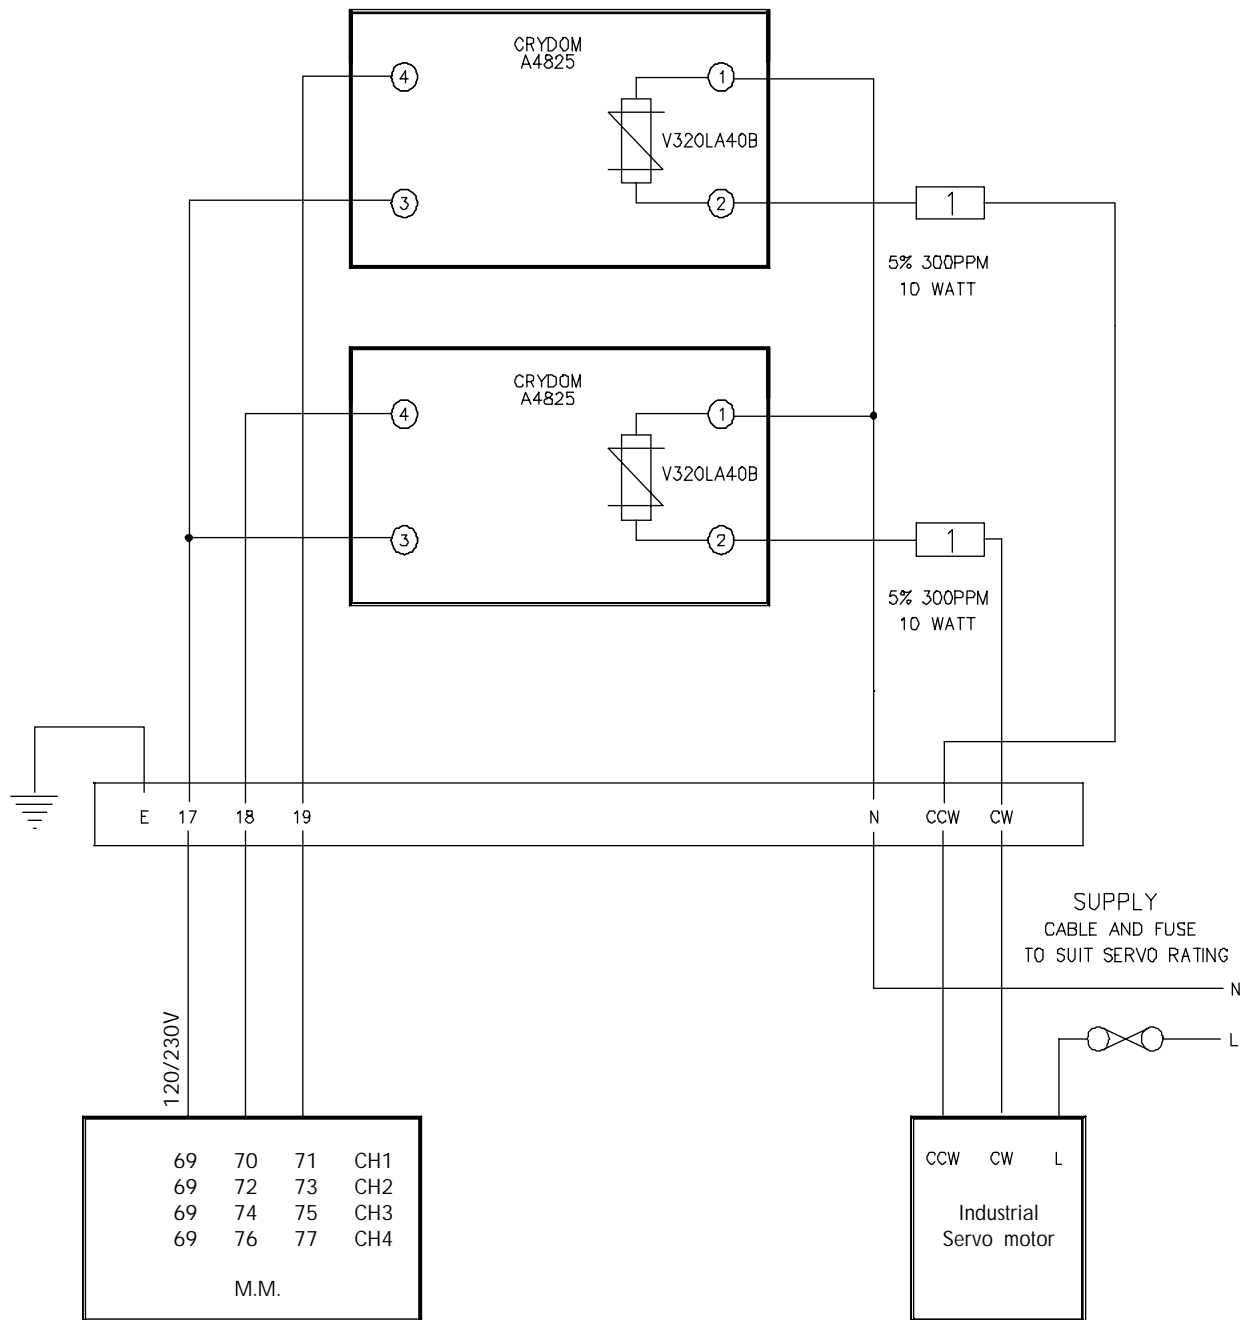 CRYDOM
A4825
4
1
V320LA40B
3
2
1
5% 300PPM
10 WATT
CRYDOM
A4825
4
1
V320LA40B
3
2
1
5% 300PPM
10 WATT
E 17 18 19 N CCW CW
SUPPLY
CABLE AND FUSE
TO SUIT SERVO RATING
N
L
120/230V
69 70 71 CH1
69 72 73 CH2
69 74 75 CH3
69 76 77 CH4
M.M.
CCW CW L
Industrial
Servo motor